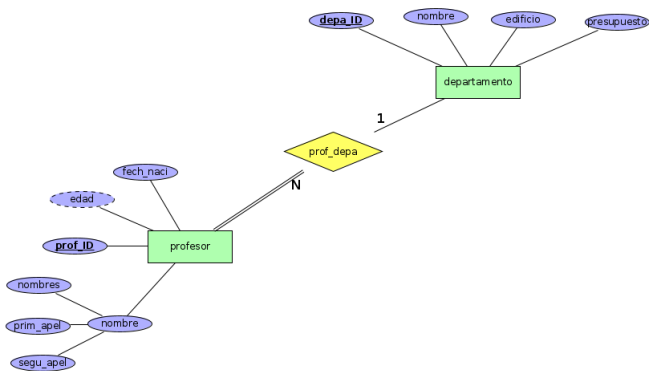 depa_ID
nombre
edificio
presupuesto
departamento
1
prof_depa
N
fech_naci
edad
prof_ID
profesor
nombres
prim_apel
nombre
segu_apel